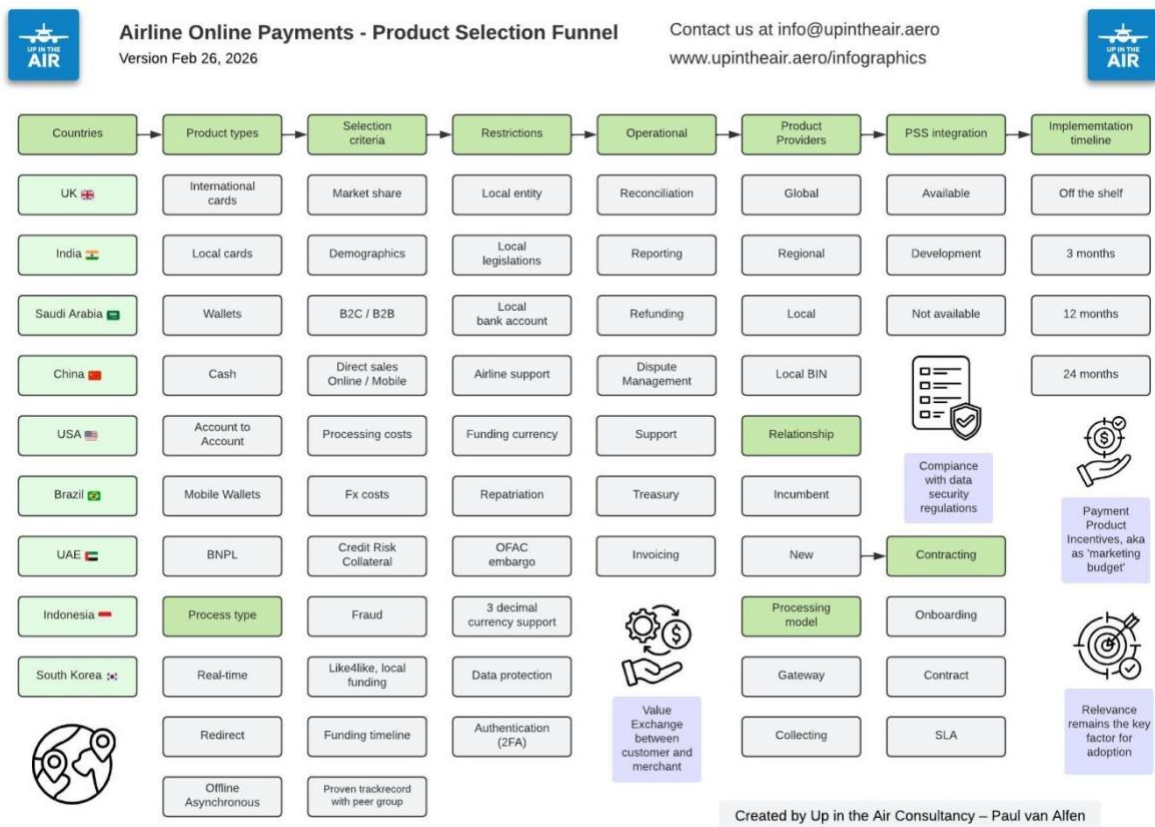 UP IN THE
AIR
Airline Online Payments - Product Selection Funnel
Version Feb 26, 2026
Contact us at info@upintheair.aero
www.upintheair.aero/infographics
UP IN THE
AIR
Countries
Product types
Selection
criteria
Restrictions
Operational
Product
Providers
PSS integration
Implememtation
timeline
UK
International
cards
Market share
Local entity
Reconciliation
Global
Available
Off the shelf
India
Local cards
Demographics
Local
legislations
Reporting
Regional
Development
3 months
Saudi Arabia
Wallets
B2C / B2B
Local
bank account
Refunding
Local
Not available
12 months
China
Cash
Direct sales
Online / Mobile
Airline support
Dispute
Management
Local BIN
24 months
USA
Account to
Account
Processing costs
Funding currency
Support
Relationship
Compliance
with data
security
regulations
Brazil
Mobile Wallets
Fx costs
Repatriation
Treasury
Incumbent
Payment
Product
Incentives, aka
as 'marketing
budget'
UAE
BNPL
Credit Risk
Collateral
OFAC
embargo
Invoicing
New
Contracting
Indonesia
Process type
Fraud
3 decimal
currency support
Processing
model
Onboarding
South Korea
Real-time
Like4like, local
funding
Data protection
Gateway
Contract
Value
Exchange
between
customer and
merchant
Relevance
remains the key
factor for
adoption
Redirect
Funding timeline
Authentication
(2FA)
Collecting
SLA
Offline
Asynchronous
Proven trackrecord
with peer group
Created by Up in the Air Consultancy – Paul van Alfen